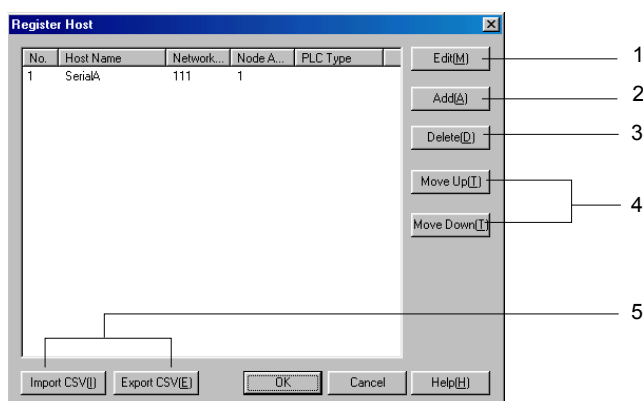 Register Host
No. Host Name Network... Node A... PLC Type
1 SerialA 111 1
Edit(M)
Add(A)
Delete(D)
Move Up(T)
Move Down(T)
Import CSV(I) Export CSV(E) OK Cancel Help(H)
1
2
3
4
5